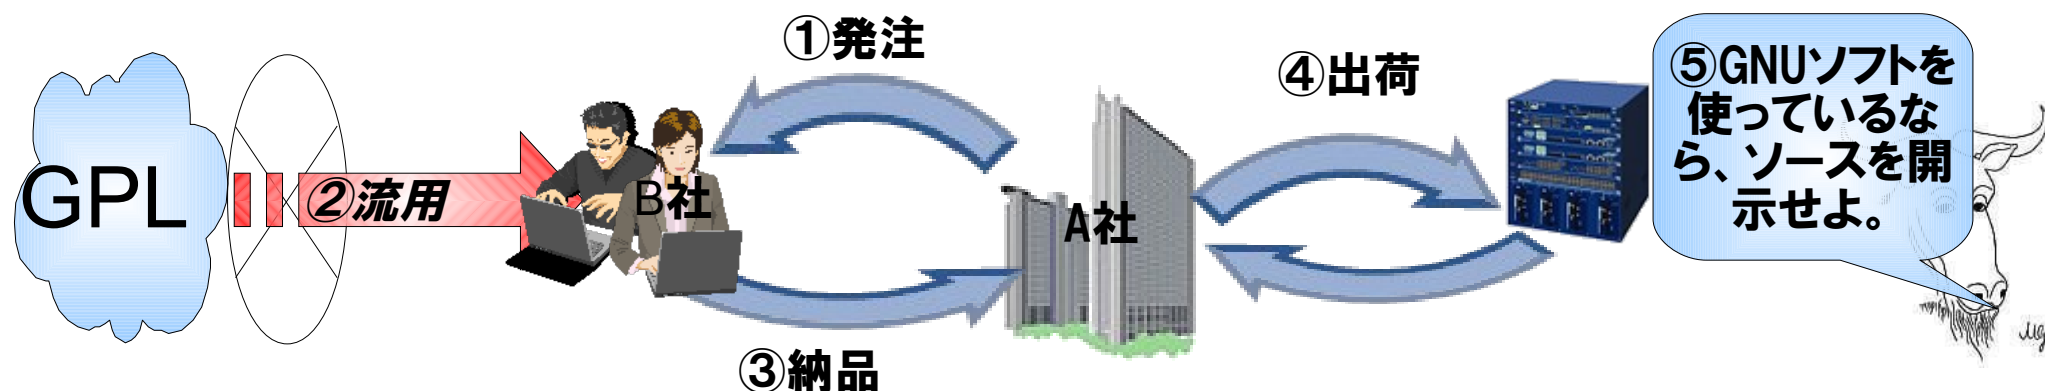 GPL
②流用
B社
①発注
③納品
A社
④出荷
⑤GNUソフトを
使っているな
ら、ソースを開
示せよ。